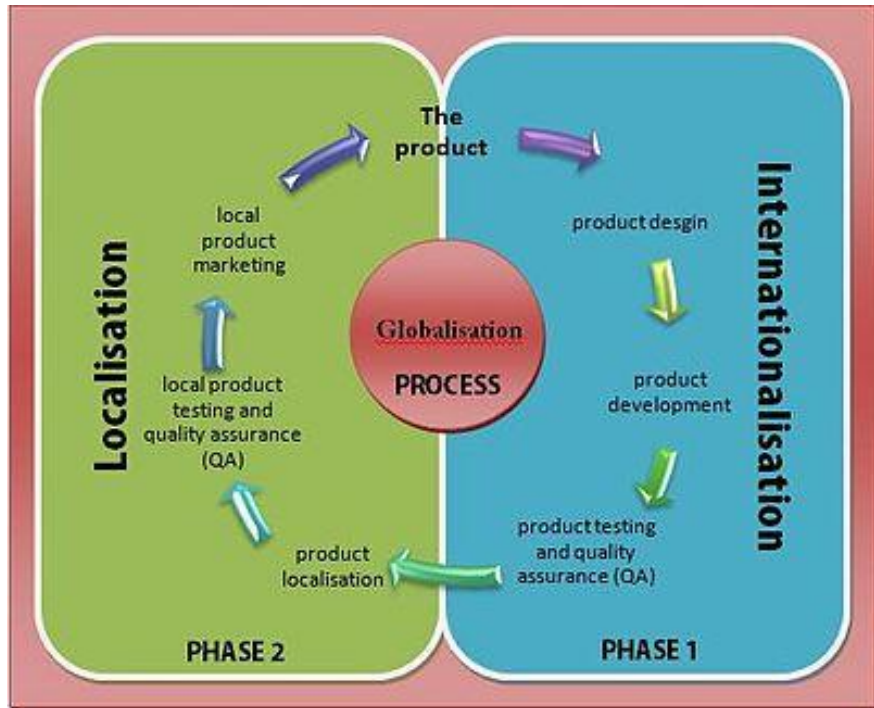 The
product
product desgin
product
development
product testing
and quality
assurance (QA)
Internationalisation
PHASE 1
product
localisation
local product
testing and
quality assurance
(QA)
local
product
marketing
Localisation
PHASE 2
Globalisation
PROCESS